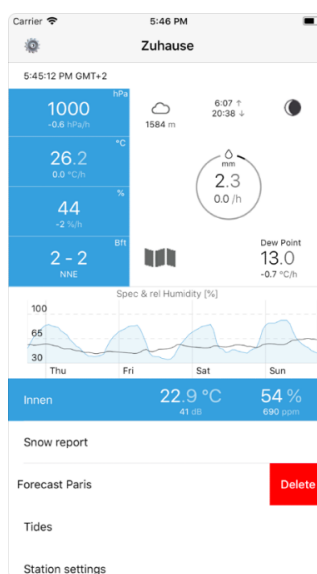 Carrier 5:46 PM
Zuhause
5:45:12 PM GMT+2
hPa
1000
-0.6 hPa/h
1584 m
6:07 ↑
20:38 ↓
°C
26.2
0.0 °C/h
mm
2.3
0.0 /h
%
44
-2 %/h
Bft
2 - 2
NNE
Dew Point
13.0
-0.7 °C/h
Spec & rel Humidity [%]
100
65
30
Thu Fri Sat Sun
Innen 22.9 °C 54 %
41 dB 690 ppm
Snow report
Forecast Paris Delete
Tides
Station settings